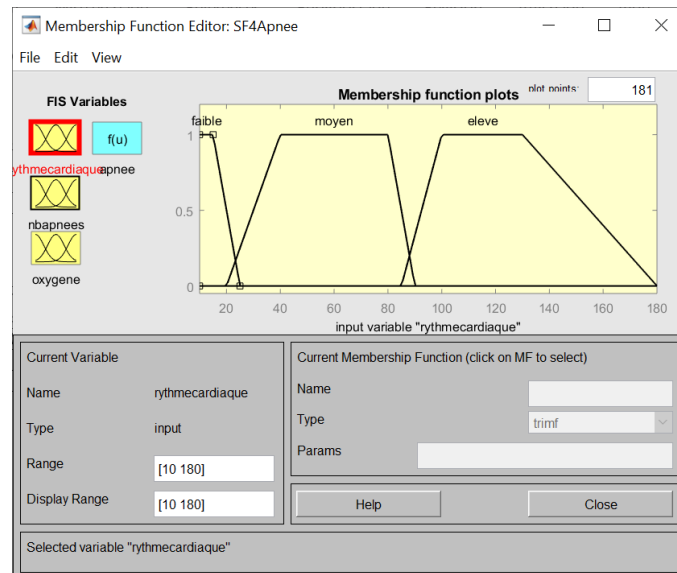 Membership Function Editor: SF4Apnee
File Edit View
FIS Variables
f(u)
ythmecardiaque
apnee
nbapnees
oxygene
Membership function plots
plot points:
181
faible moyen eleve
1
0.5
0
20 40 60 80 100 120 140 160 180
input variable "rythmecardiaque"
Current Variable
Name rythmecardiaque
Type input
Range [10 180]
Display Range [10 180]
Current Membership Function (click on MF to select)
Name
Type trimf
Params
Help Close
Selected variable "rythmecardiaque"